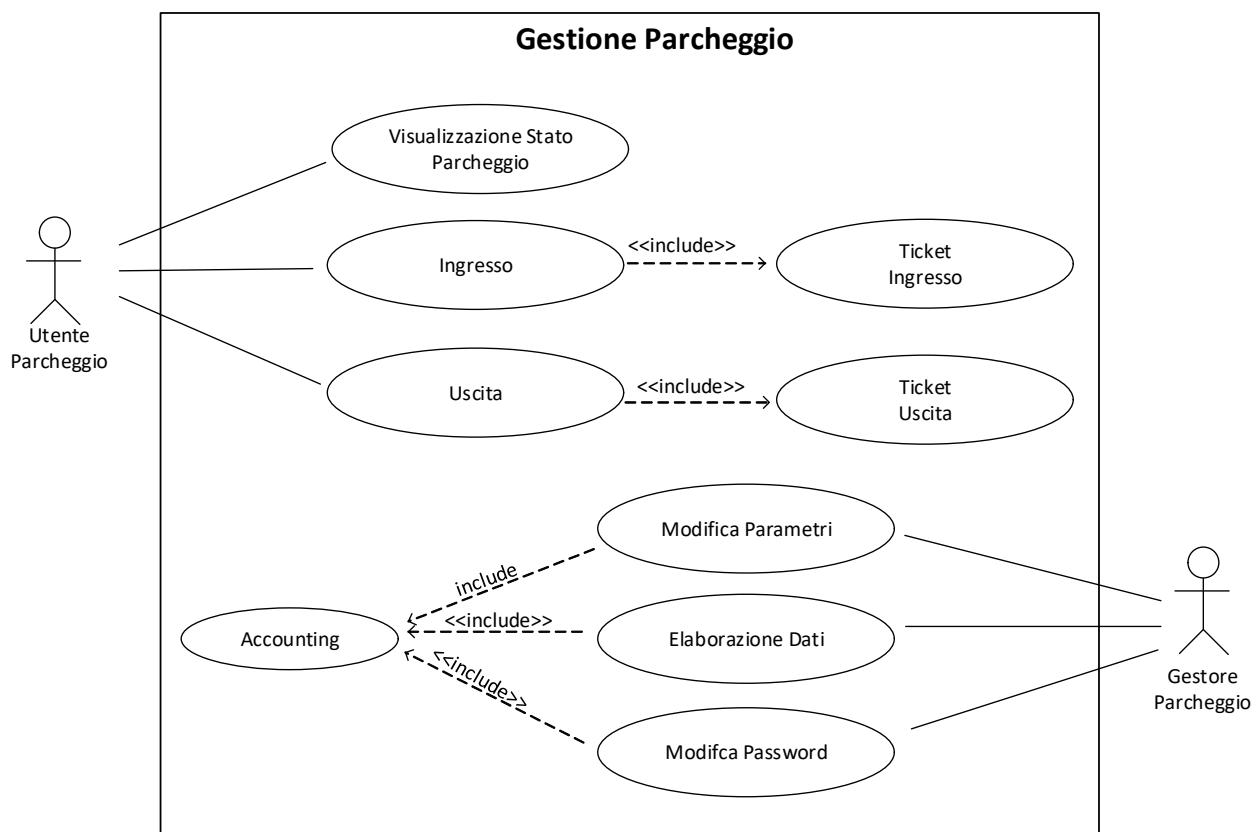 Gestione Parcheggio
Visualizzazione Stato
Parcheggio
Ingresso
<<include>>
Ticket
Ingresso
Utente
Parcheggio
Uscita
<<include>>
Ticket
Uscita
Modifica Parametri
include
Accounting
<<include>>
Elaborazione Dati
<<include>>
Gestore
Parcheggio
Modifca Password